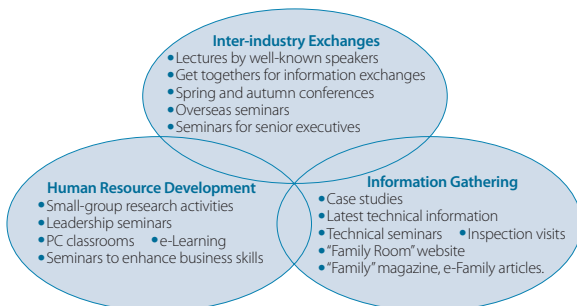 Inter-industry Exchanges
• Lectures by well-known speakers
• Get togethers for information exchanges
• Spring and autumn conferences
• Overseas seminars
• Seminars for senior executives
Human Resource Development
• Small-group research activities
• Leadership seminars
• PC classrooms • e-Learning
• Seminars to enhance business skills
Information Gathering
• Case studies
• Latest technical information
• Technical seminars • Inspection visits
• “Family Room” website
• “Family” magazine, e-Family articles.